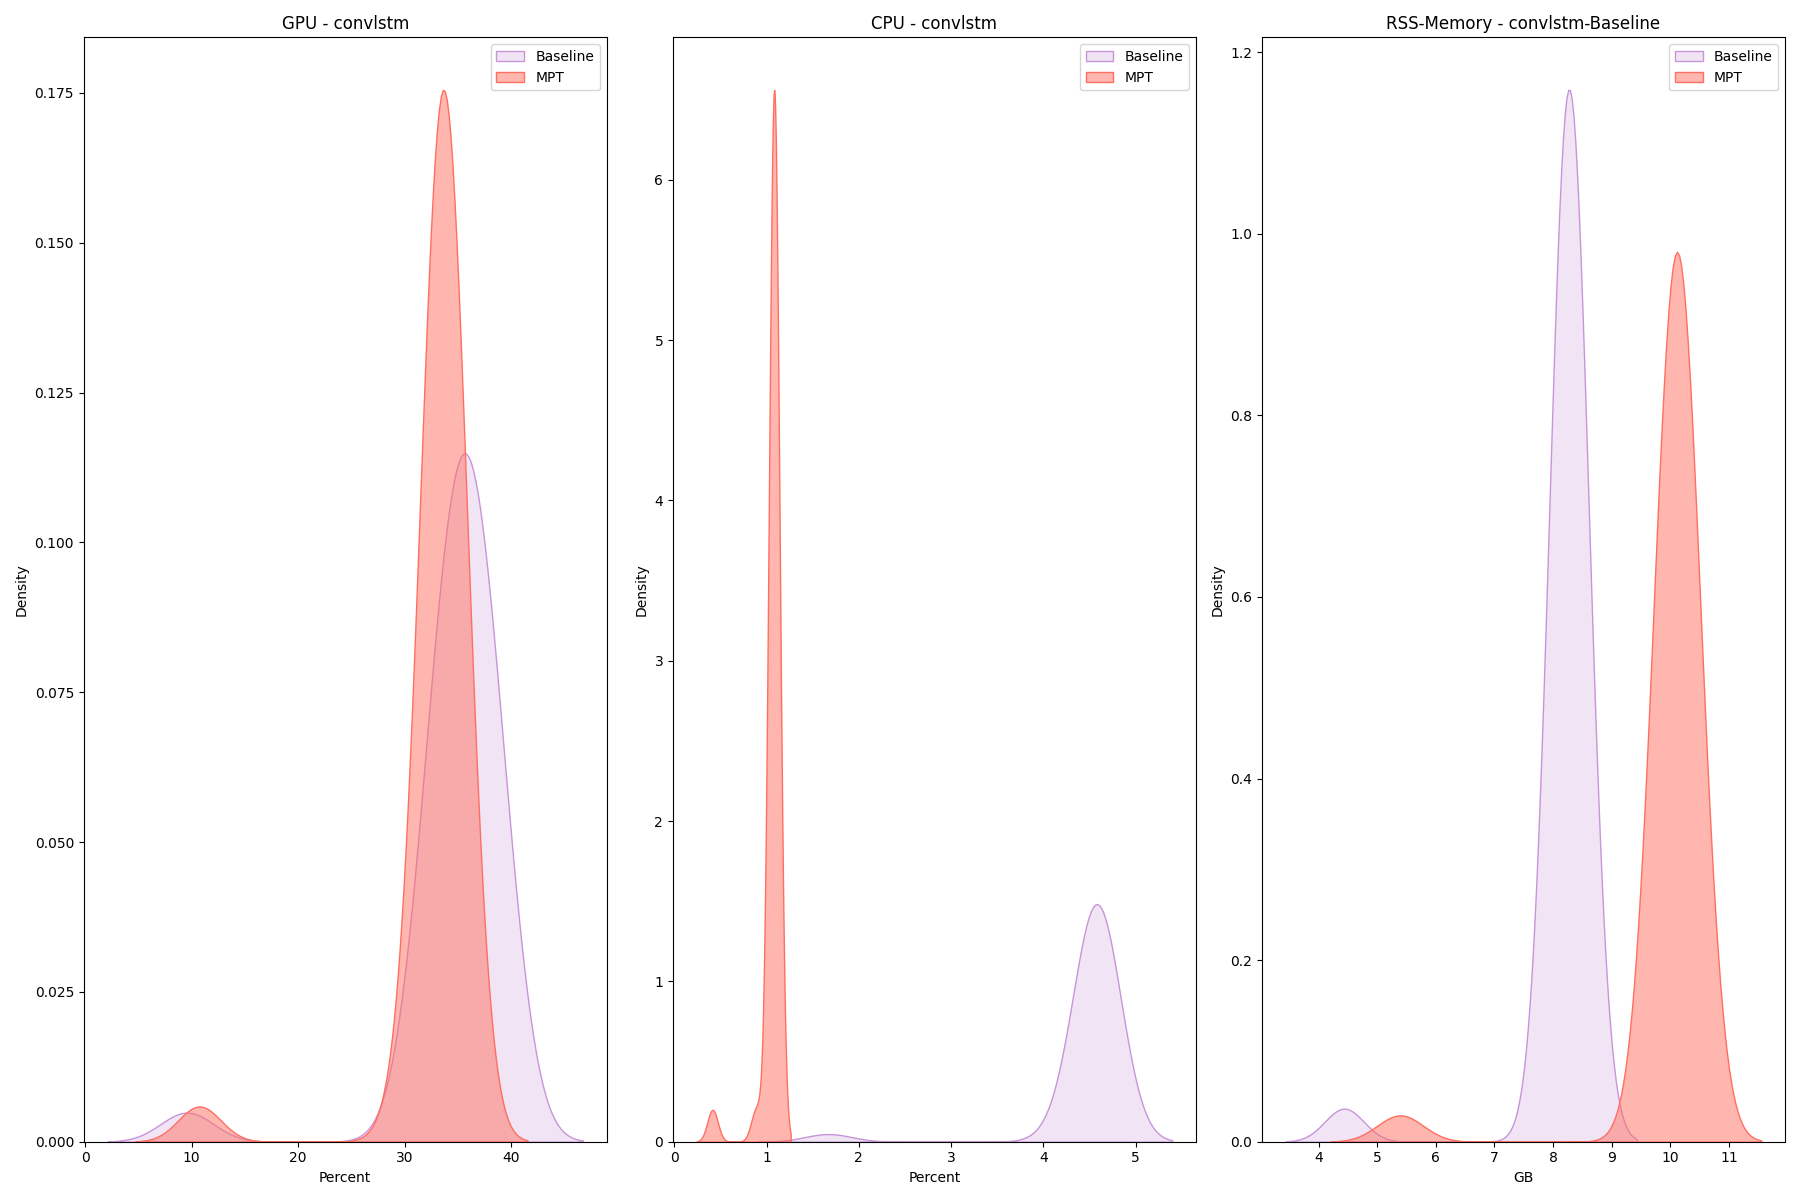 GPU - convlstm
Baseline
MPT
0.175
0.150
0.125
0.100
0.075
0.050
0.025
0.000
Density
0 10 20 30 40
Percent
CPU - convlstm
Baseline
MPT
6
5
4
3
2
1
0
Density
0 1 2 3 4 5
Percent
RSS-Memory - convlstm-Baseline
Baseline
MPT
1.2
1.0
0.8
0.6
0.4
0.2
0.0
Density
4 5 6 7 8 9 10 11
GB